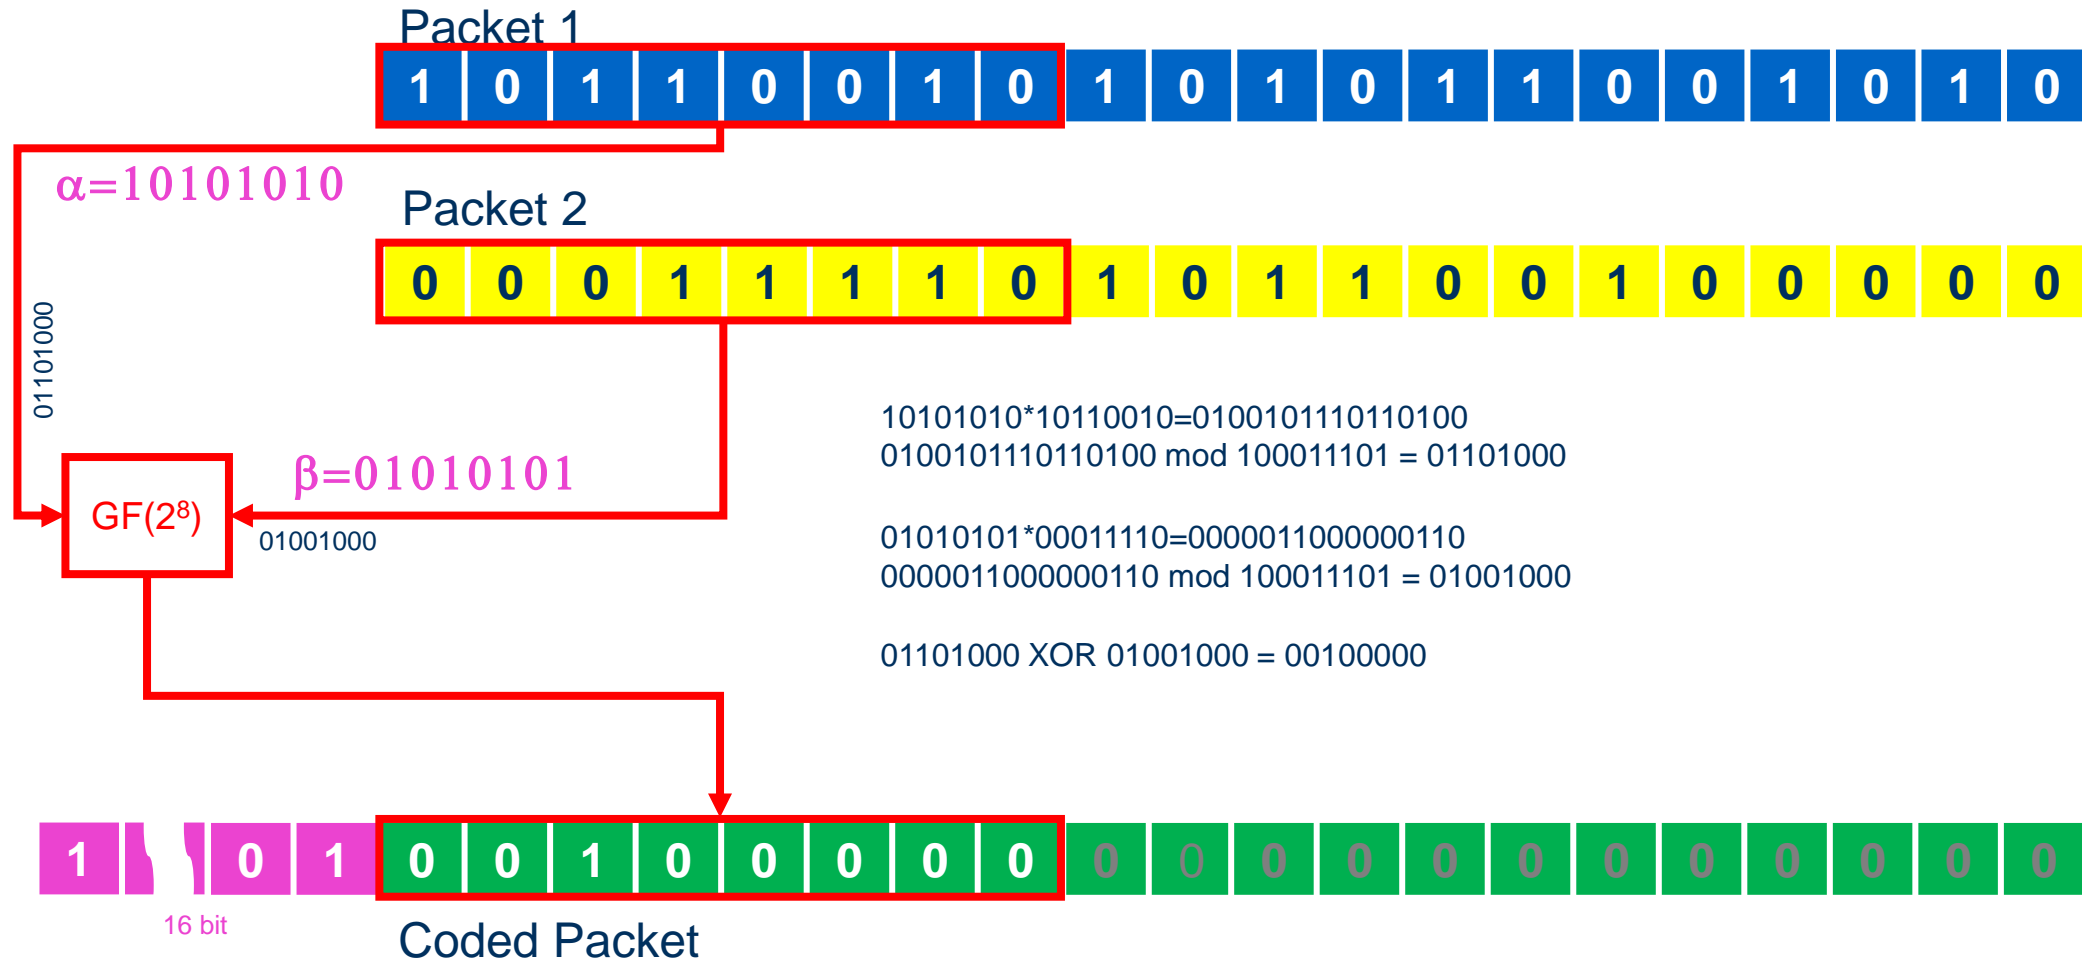 Packet 1
1 0 1 1 0 0 1 0 1 0 1 0 1 1 0 0 1 0 1 0
α=10101010
Packet 2
0 0 0 1 1 1 1 0 1 0 1 1 0 0 1 0 0 0 0 0
01101000
10101010*10110010=0100101110110100
0100101110110100 mod 100011101 = 01101000
β=01010101
GF(2⁸)
01001000
01010101*00011110=0000011000000110
0000011000000110 mod 100011101 = 01001000
01101000 XOR 01001000 = 00100000
1 0 1 0 0 1 0 0 0 0 0 0 0 0 0 0 0 0 0 0 0 0 0
16 bit
Coded Packet